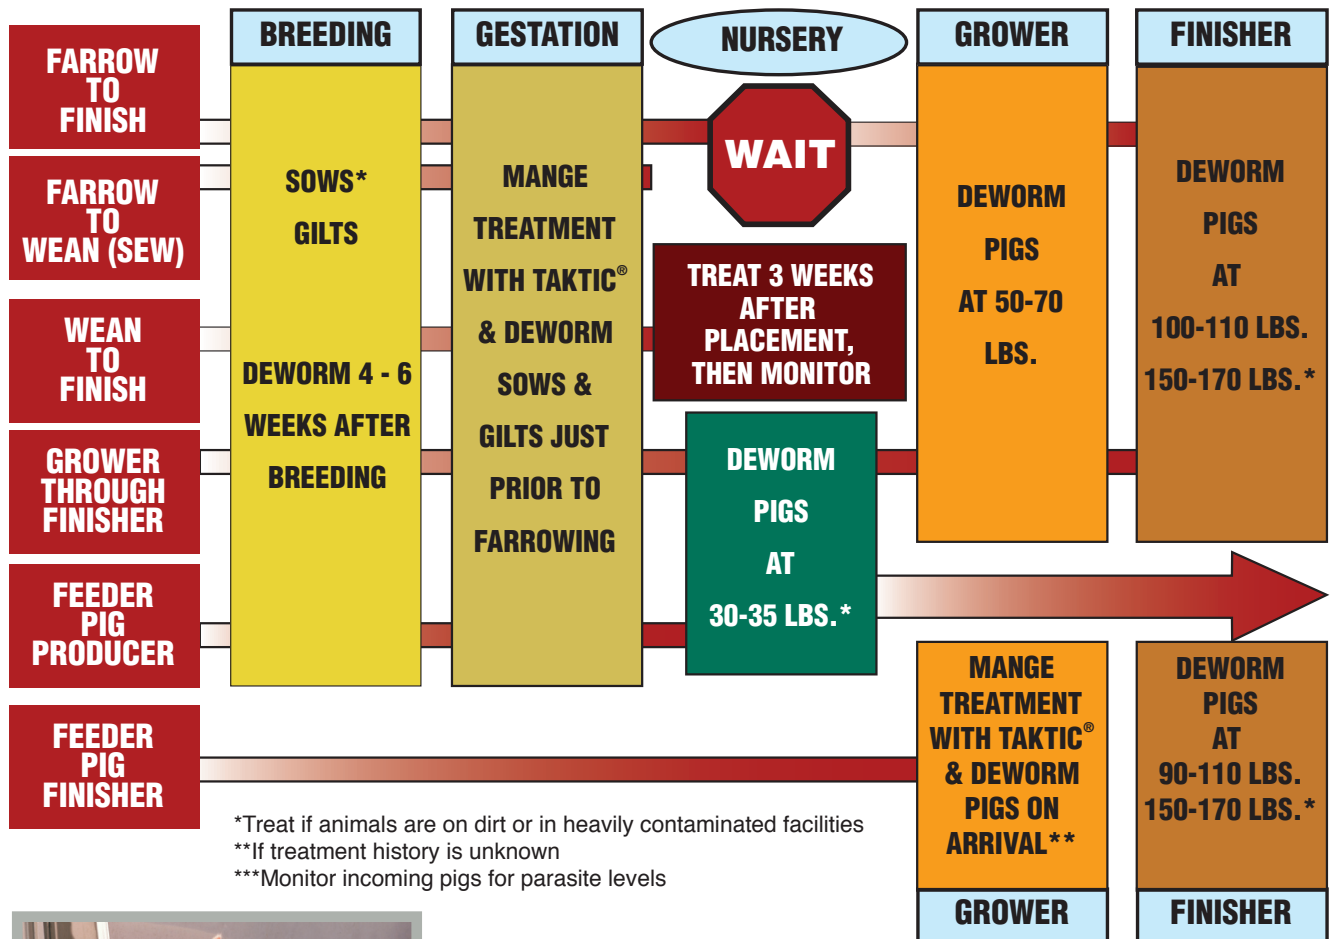 BREEDING
GESTATION
NURSERY
GROWER
FINISHER
FARROW
TO
FINISH
FARROW
TO
WEAN (SEW)
WEAN
TO
FINISH
GROWER
THROUGH
FINISHER
FEEDER
PIG
PRODUCER
FEEDER
PIG
FINISHER
SOWS*
GILTS
DEWORM 4 - 6
WEEKS AFTER
BREEDING
MANGE
TREATMENT
WITH TAKTIC®
& DEWORM
SOWS &
GILTS JUST
PRIOR TO
FARROWING
WAIT
TREAT 3 WEEKS
AFTER
PLACEMENT,
THEN MONITOR
DEWORM
PIGS
AT
30-35 LBS.*
DEWORM
PIGS
AT 50-70
LBS.
DEWORM
PIGS
AT
100-110 LBS.
150-170 LBS.*
MANGE
TREATMENT
WITH TAKTIC®
& DEWORM
PIGS ON
ARRIVAL**
DEWORM
PIGS
AT
90-110 LBS.
150-170 LBS.*
GROWER
FINISHER
*Treat if animals are on dirt or in heavily contaminated facilities
**If treatment history is unknown
***Monitor incoming pigs for parasite levels